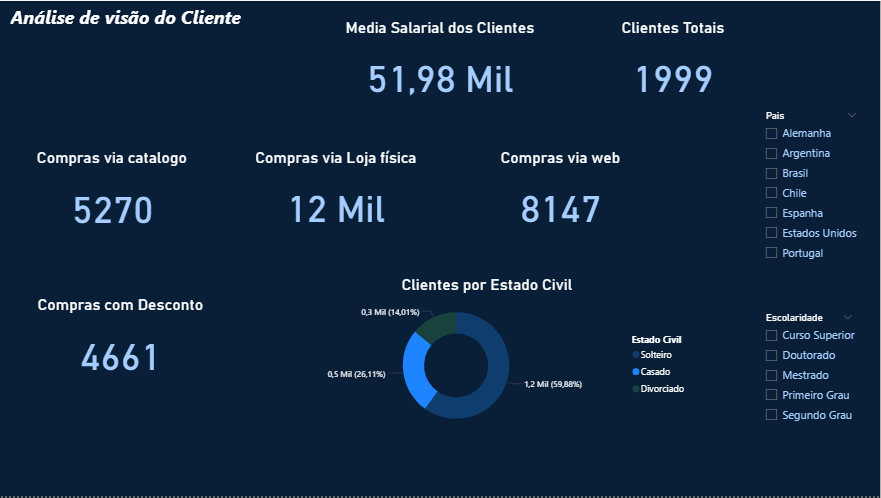 Análise de visão do Cliente
Media Salarial dos Clientes
51,98 Mil
Clientes Totais
1999
Compras via catalogo
5270
Compras via Loja física
12 Mil
Compras via web
8147
Compras com Desconto
4661
Clientes por Estado Civil
0,3 Mil (14,01%)
0,5 Mil (26,11%)
1,2 Mil (59,88%)
Estado Civil
Solteiro
Casado
Divorciado
Pais
Alemanha
Argentina
Brasil
Chile
Espanha
Estados Unidos
Portugal
Escolaridade
Curso Superior
Doutorado
Mestrado
Primeiro Grau
Segundo Grau